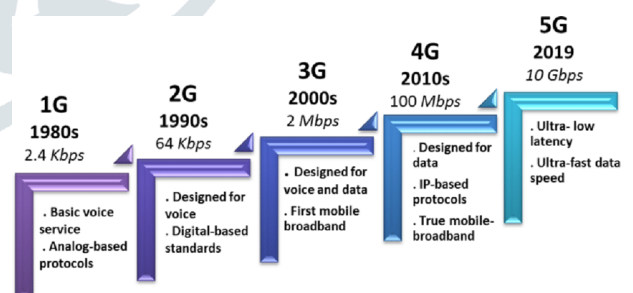 1G
1980s
2.4 Kbps
. Basic voice
service
. Analog-based
protocols
2G
1990s
64 Kbps
. Designed for
voice
. Digital-based
standards
3G
2000s
2 Mbps
. Designed for
voice and data
. First mobile
broadband
4G
2010s
100 Mbps
. Designed for
data
. IP-based
protocols
. True mobile-
broadband
5G
2019
10 Gbps
. Ultra- low
latency
. Ultra-fast data
speed